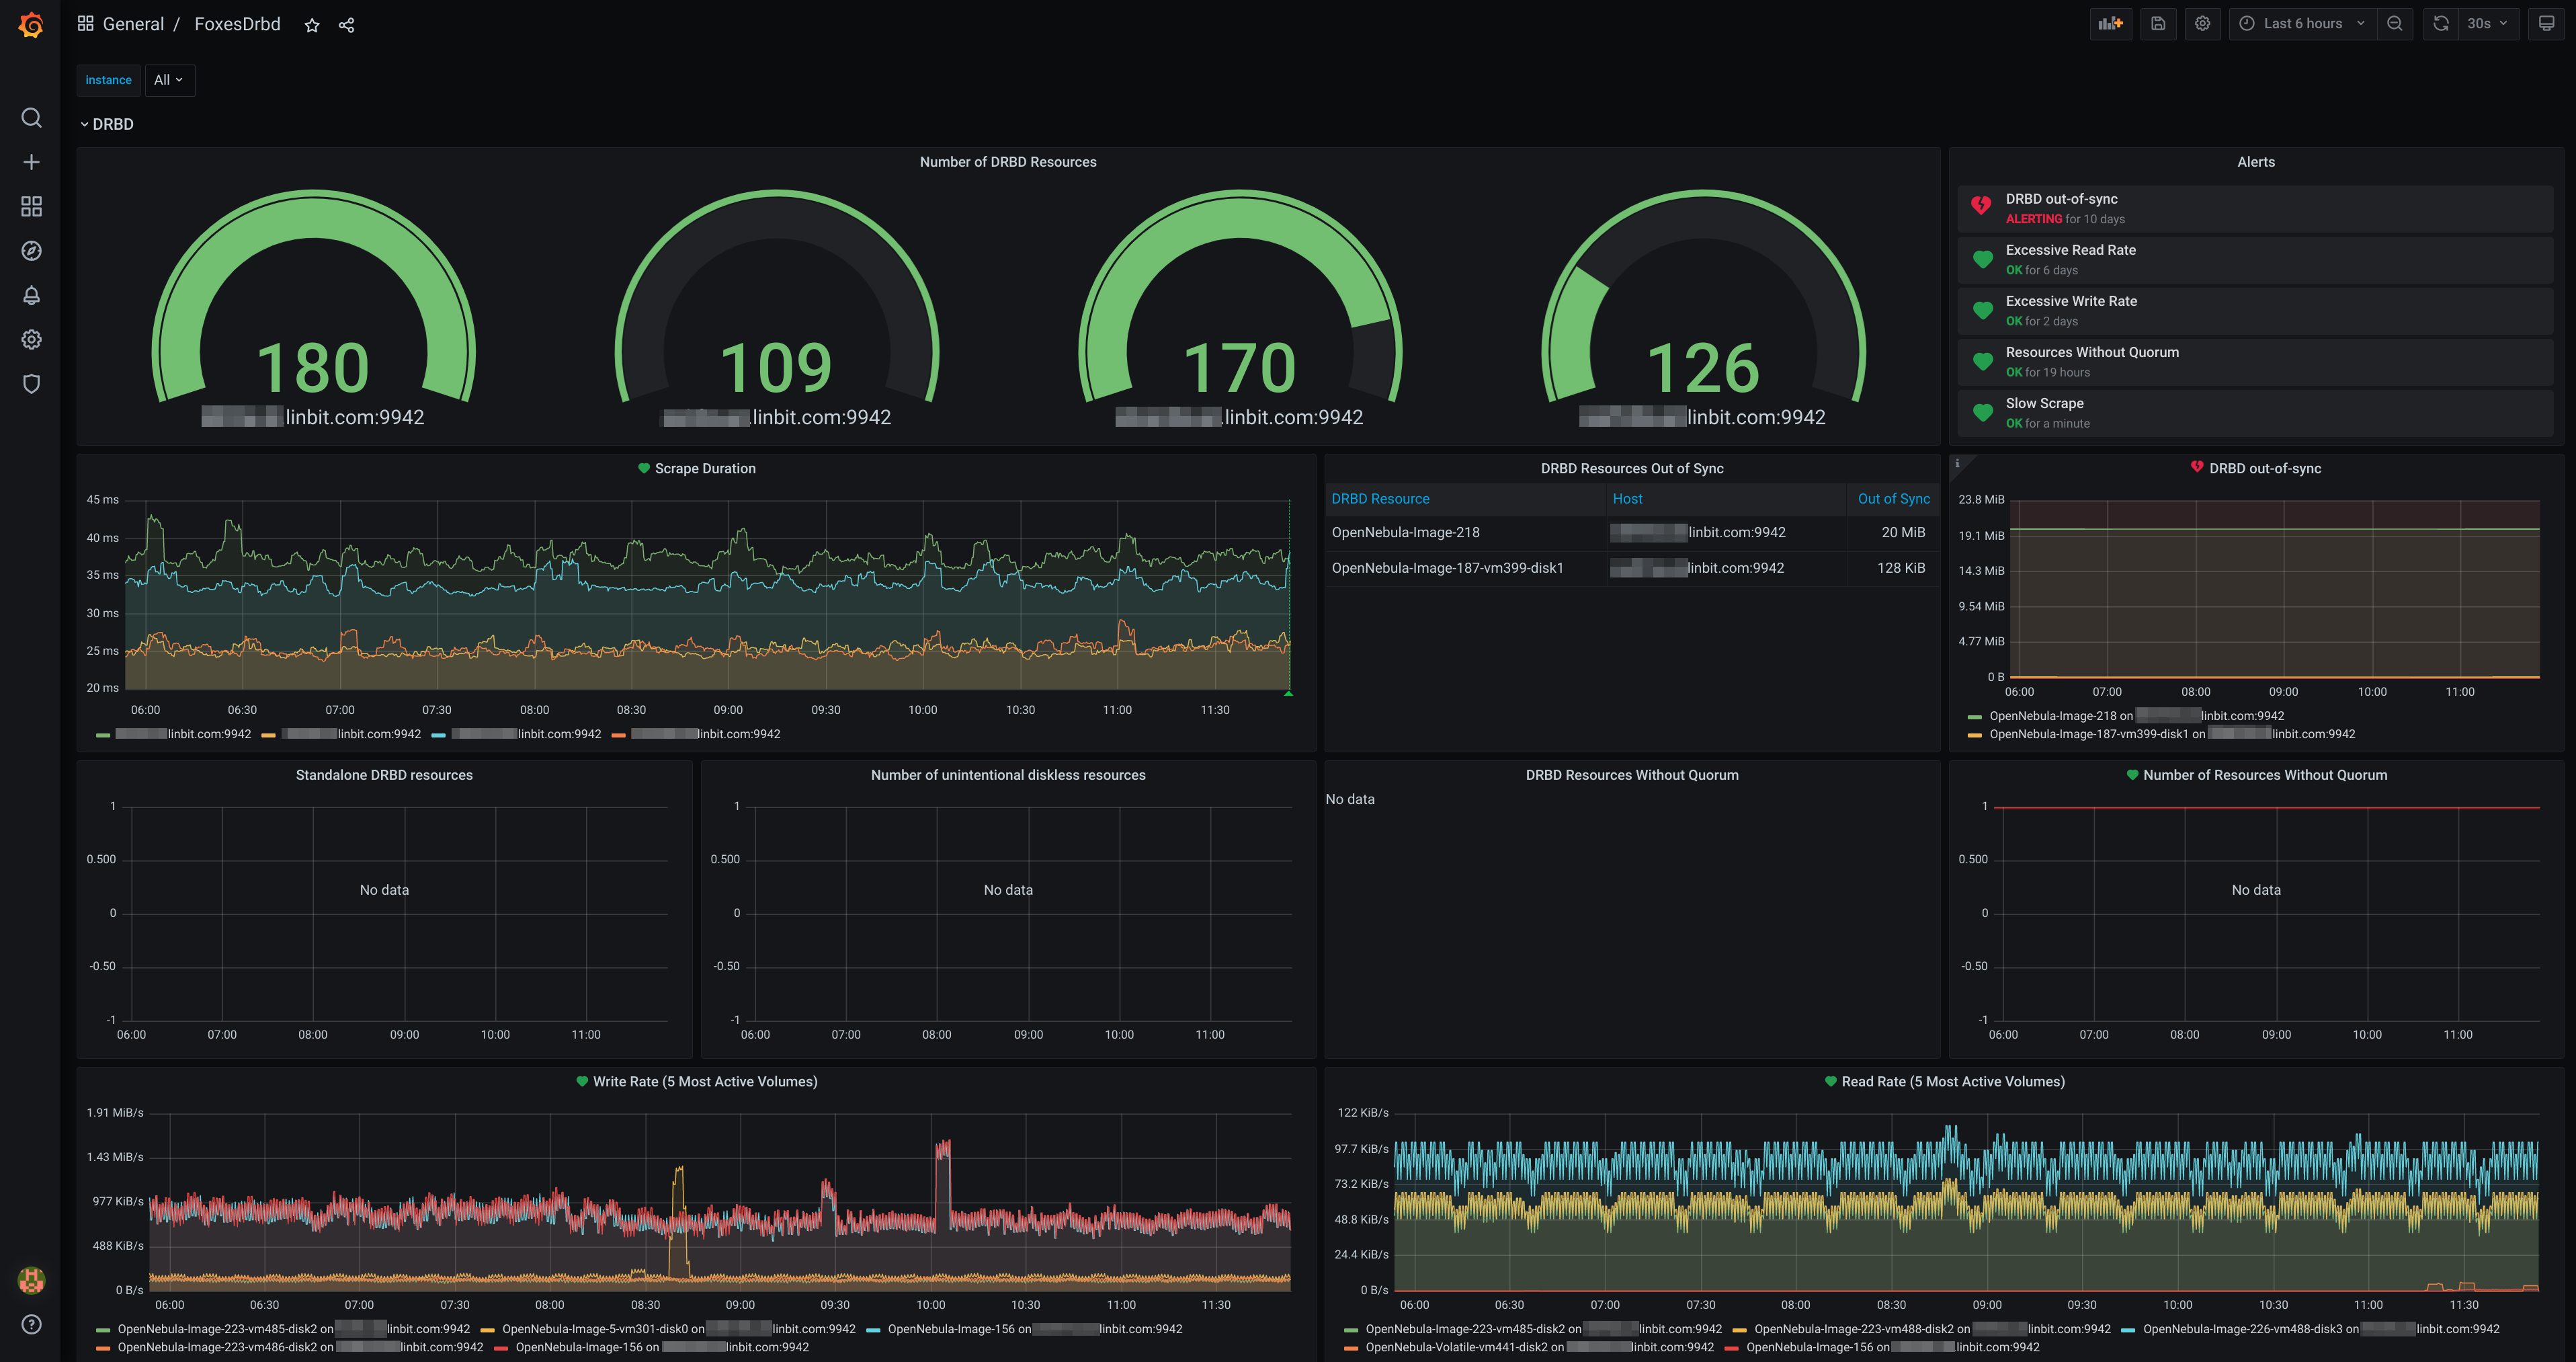 General / FoxesDrbd
Last 6 hours
30s
instance All
DRBD
Number of DRBD Resources
180
linbit.com:9942
109
.linbit.com:9942
170
.linbit.com:9942
126
linbit.com:9942
Alerts
DRBD out-of-sync
ALERTING for 10 days
Excessive Read Rate
OK for 6 days
Excessive Write Rate
OK for 2 days
Resources Without Quorum
OK for 19 hours
Slow Scrape
OK for a minute
Scrape Duration
45 ms
40 ms
35 ms
30 ms
25 ms
20 ms
06:00 06:30 07:00 07:30 08:00 08:30 09:00 09:30 10:00 10:30 11:00 11:30
linbit.com:9942 linbit.com:9942 linbit.com:9942 linbit.com:9942
DRBD Resources Out of Sync
DRBD Resource Host Out of Sync
OpenNebula-Image-218 linbit.com:9942 20 MiB
OpenNebula-Image-187-vm399-disk1 linbit.com:9942 128 KiB
i
DRBD out-of-sync
23.8 MiB
19.1 MiB
14.3 MiB
9.54 MiB
4.77 MiB
0 B
06:00 07:00 08:00 09:00 10:00 11:00
OpenNebula-Image-218 on linbit.com:9942
OpenNebula-Image-187-vm399-disk1 on linbit.com:9942
Standalone DRBD resources
1
0.500
No data
0
-0.50
-1
06:00 07:00 08:00 09:00 10:00 11:00
Number of unintentional diskless resources
1
0.500
No data
0
-0.50
-1
06:00 07:00 08:00 09:00 10:00 11:00
DRBD Resources Without Quorum
No data
Number of Resources Without Quorum
1
0.500
No data
0
-0.50
-1
06:00 07:00 08:00 09:00 10:00 11:00
Write Rate (5 Most Active Volumes)
1.91 MiB/s
1.43 MiB/s
977 KiB/s
488 KiB/s
0 B/s
06:00 06:30 07:00 07:30 08:00 08:30 09:00 09:30 10:00 10:30 11:00 11:30
OpenNebula-Image-223-vm485-disk2 on linbit.com:9942 OpenNebula-Image-5-vm301-disk0 on linbit.com:9942 OpenNebula-Image-156 on linbit.com:9942
OpenNebula-Image-223-vm486-disk2 on linbit.com:9942 OpenNebula-Image-156 on linbit.com:9942
Read Rate (5 Most Active Volumes)
122 KiB/s
97.7 KiB/s
73.2 KiB/s
48.8 KiB/s
24.4 KiB/s
0 B/s
06:00 06:30 07:00 07:30 08:00 08:30 09:00 09:30 10:00 10:30 11:00 11:30
OpenNebula-Image-223-vm485-disk2 on linbit.com:9942 OpenNebula-Image-223-vm488-disk2 on linbit.com:9942 OpenNebula-Image-226-vm488-disk3 on linbit.com:9942
OpenNebula-Volatile-vm441-disk2 on linbit.com:9942 OpenNebula-Image-156 on linbit.com:9942